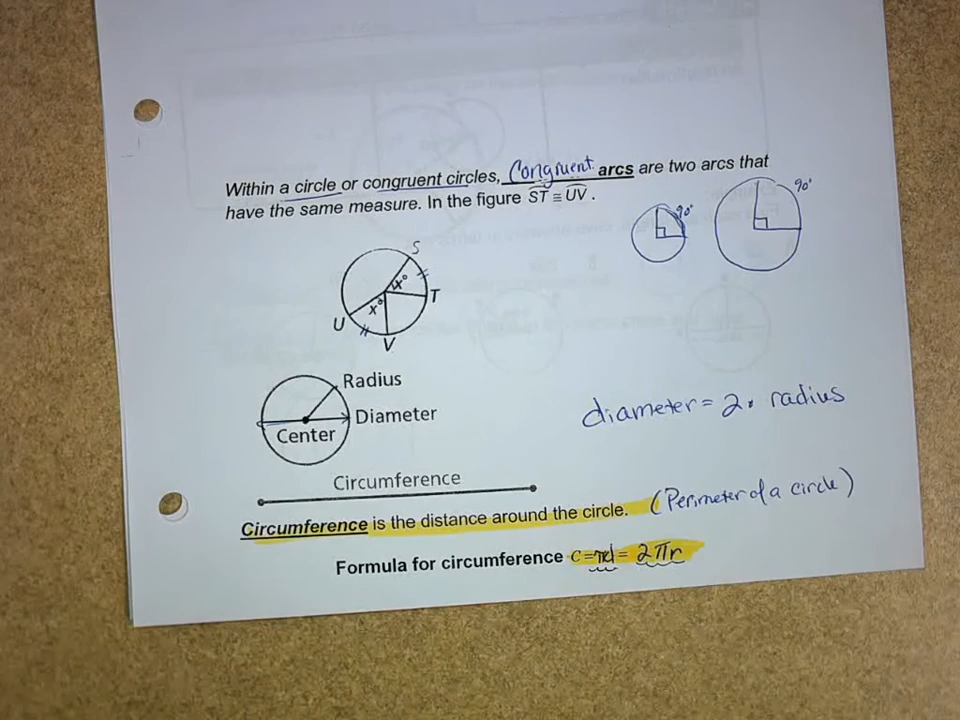 Within a circle or congruent circles, Congruent arcs are two arcs that
have the same measure. In the figure ST ≅ UV.
90°
90°
S
x°
T
x°
U
V
Radius
Diameter
Center
diameter = 2 • radius
Circumference
Circumference is the distance around the circle. (Perimeter of a circle)
Formula for circumference C = πd = 2πr